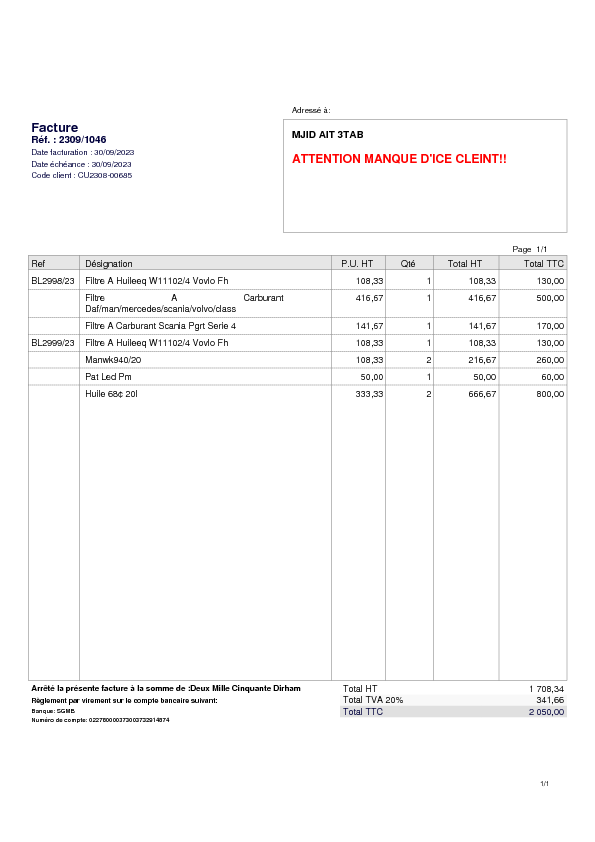 Adressé à:
Facture
Réf. : 2309/1046
Date facturation : 30/09/2023
Date échéance : 30/09/2023
Code client : CU2308-00685
MJID AIT 3TAB
ATTENTION MANQUE D'ICE CLEINT!!
Page 1/1
Ref Désignation P.U. HT Qté Total HT Total TTC
BL2998/23 Filtre A Huileeq W11102/4 Vovlo Fh 108,33 1 108,33 130,00
Filtre A Carburant 416,67 1 416,67 500,00
Daf/man/mercedes/scania/volvo/class
Filtre A Carburant Scania Pgrt Serie 4 141,67 1 141,67 170,00
BL2999/23 Filtre A Huileeq W11102/4 Vovlo Fh 108,33 1 108,33 130,00
Manwk940/20 108,33 2 216,67 260,00
Pat Led Pm 50,00 1 50,00 60,00
Huile 68¢ 20l 333,33 2 666,67 800,00
Arrêté la présente facture à la somme de :Deux Mille Cinquante Dirham
Total HT 1 708,34
Règlement par virement sur le compte bancaire suivant:
Total TVA 20% 341,66
Banque: SGMB
Total TTC 2 050,00
Numéro de compte:
1/1